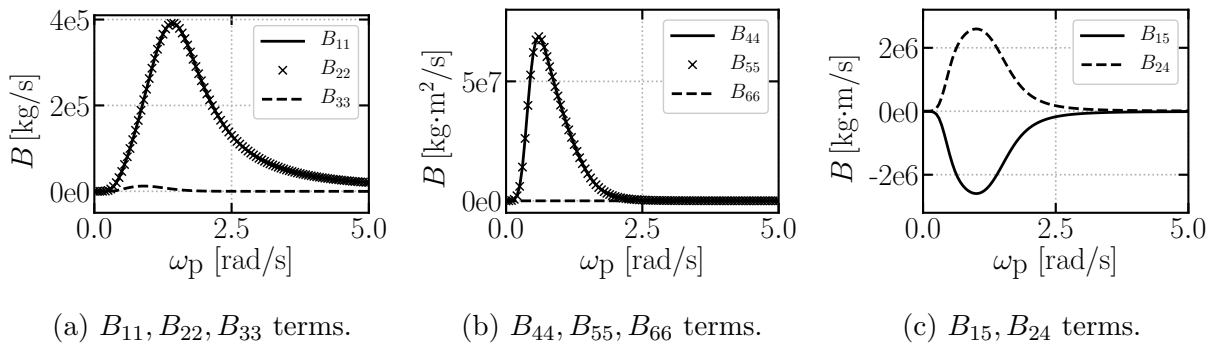 4e5
2e5
0e0
B [kg/s]
B₁₁
B₂₂
B₃₃
0.0 2.5 5.0
ωₚ [rad/s]
5e7
0e0
B [kg·m²/s]
B₄₄
B₅₅
B₆₆
0.0 2.5 5.0
ωₚ [rad/s]
2e6
0e0
-2e6
B [kg·m/s]
B₁₅
B₂₄
0.0 2.5 5.0
ωₚ [rad/s]
(a) B₁₁, B₂₂, B₃₃ terms.
(b) B₄₄, B₅₅, B₆₆ terms.
(c) B₁₅, B₂₄ terms.